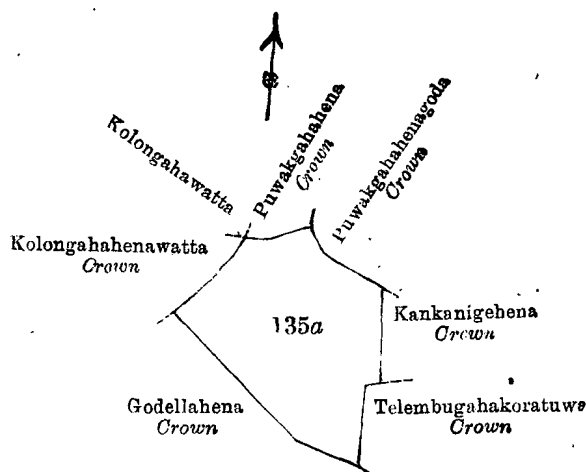 Kolongahawatta
Puwakgahahena
Crown
Puwakgahahenagoda
Crown
Kolongahahenawatta
Crown
135a
Kankanigehena
Crown
Godellahena
Crown
Telembugahakoratuwa
Crown